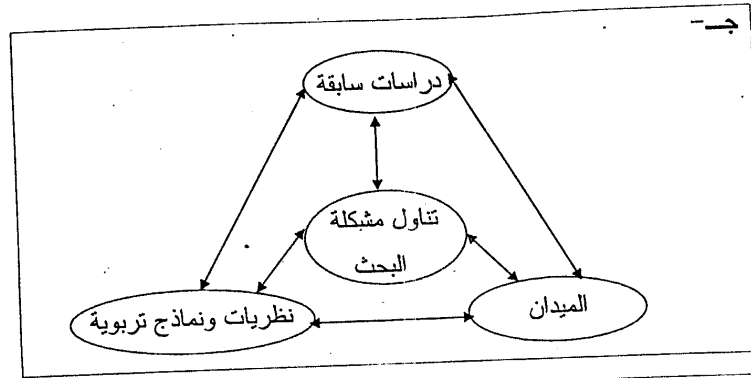 جـ -
دراسات سابقة
تناول مشكلة
البحث
الميدان
نظريات ونماذج تربوية